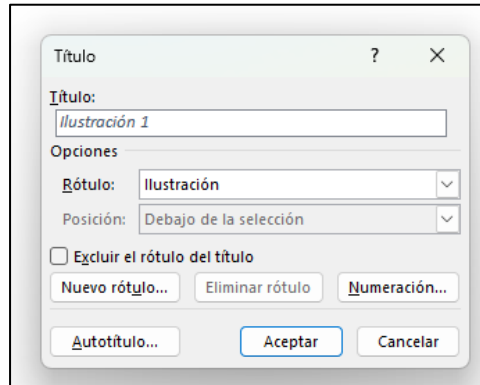 Título ?
Título:
Ilustración 1
Opciones
Rótulo: Ilustración
Posición: Debajo de la selección
Excluir el rótulo del título
Nuevo rótulo... Eliminar rótulo Numeración...
Autotítulo... Aceptar Cancelar